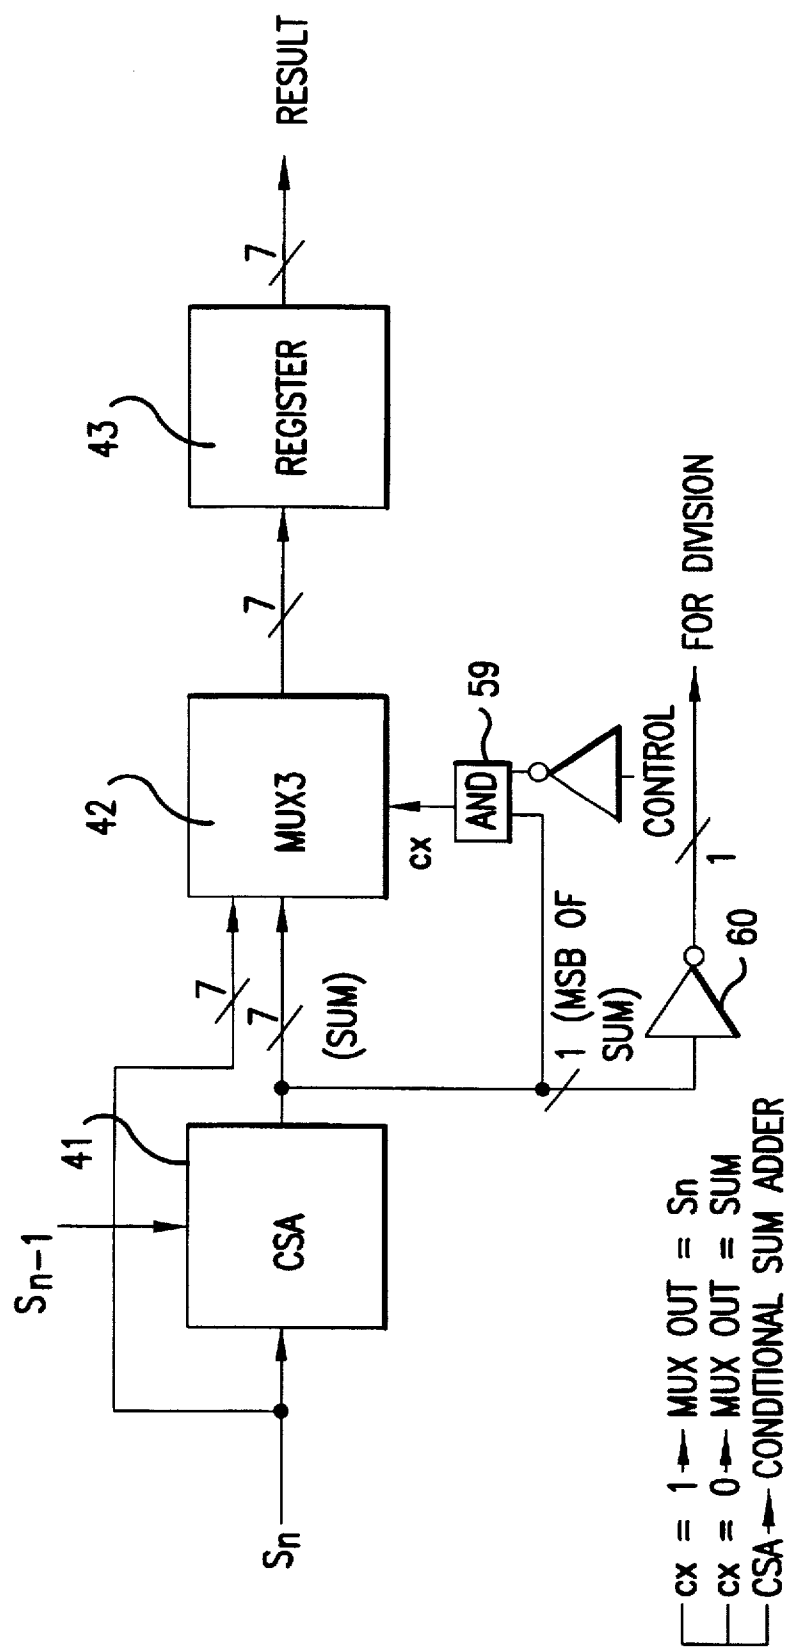 Sn-1
41
42
43
7
7
(SUM)
7
7
Sn
CSA
MUX3
REGISTER
RESULT
cx
AND
59
1 (MSB OF
SUM)
CONTROL
60
1
FOR DIVISION
cx = 1 → MUX OUT = Sn
cx = 0 → MUX OUT = SUM
CSA → CONDITIONAL SUM ADDER